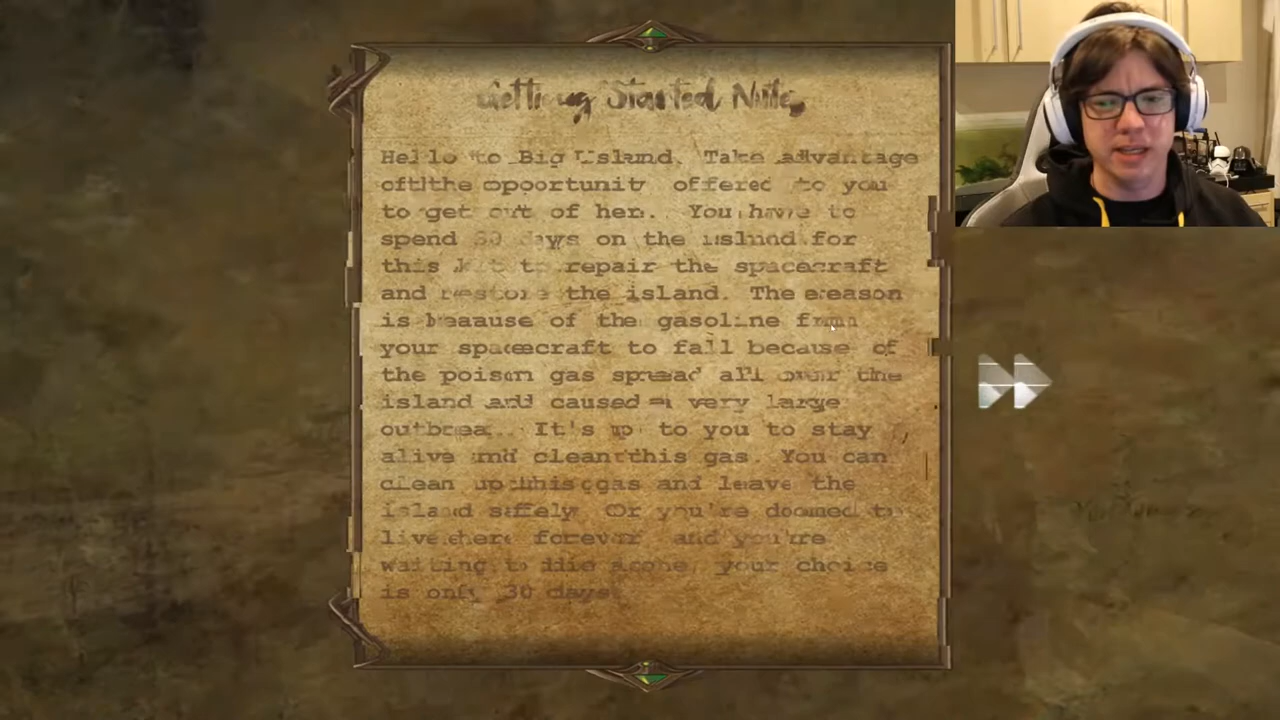 Getting Started Note
Hello to Big Island. Take advantage
of the opportunity offered to you
to get out of her. You have to
spend 30 days on the island for
this to repair the spacecraft
and restore the island. The reason
is because of the gasoline from
your spacecraft to fall because of
the poison gas spread all over the
island and caused a very large
It's up to you to stay
alive and clean this gas. You can
clean up this gas and leave the
island safely Or you're doomed to
live here forever and you're
waiting to die alone, your choice
is only 30 days